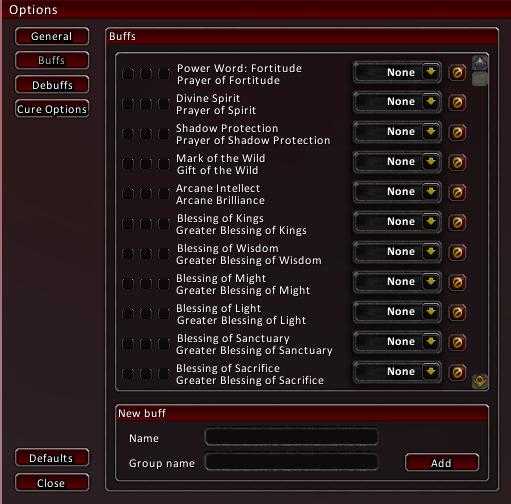 Options
General
Buffs
Debuffs
Cure Options
Defaults
Close
Buffs
Power Word: Fortitude
Prayer of Fortitude
None
Divine Spirit
Prayer of Spirit
None
Shadow Protection
Prayer of Shadow Protection
None
Mark of the Wild
Gift of the Wild
None
Arcane Intellect
Arcane Brilliance
None
Blessing of Kings
Greater Blessing of Kings
None
Blessing of Wisdom
Greater Blessing of Wisdom
None
Blessing of Might
Greater Blessing of Might
None
Blessing of Light
Greater Blessing of Light
None
Blessing of Sanctuary
Greater Blessing of Sanctuary
None
Blessing of Sacrifice
Greater Blessing of Sacrifice
None
New buff
Name
Group name
Add